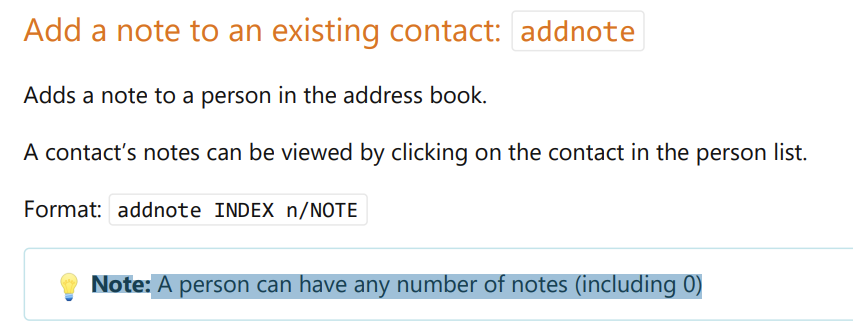 Add a note to an existing contact: addnote
Adds a note to a person in the address book.
A contact’s notes can be viewed by clicking on the contact in the person list.
Format: addnote INDEX n/NOTE
Note: A person can have any number of notes (including 0)